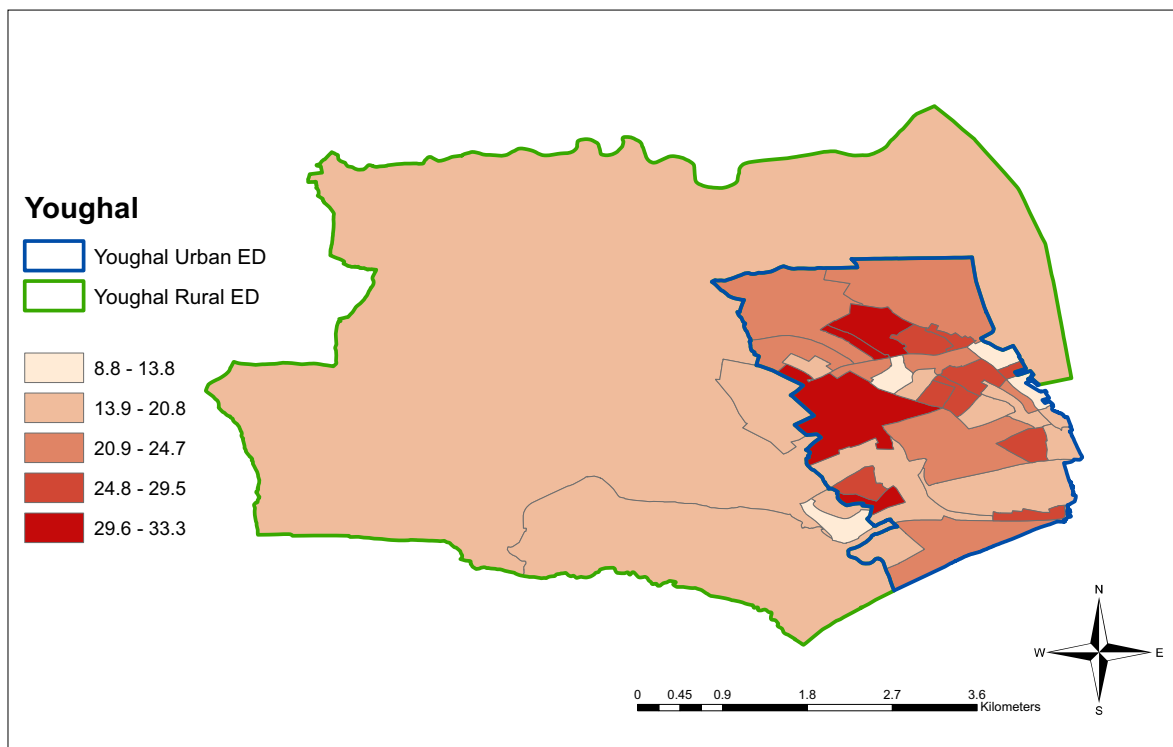 Youghal
Youghal Urban ED
Youghal Rural ED
8.8 - 13.8
13.9 - 20.8
20.9 - 24.7
24.8 - 29.5
29.6 - 33.3
N
W E
S
0 0.45 0.9 1.8 2.7 3.6
Kilometers